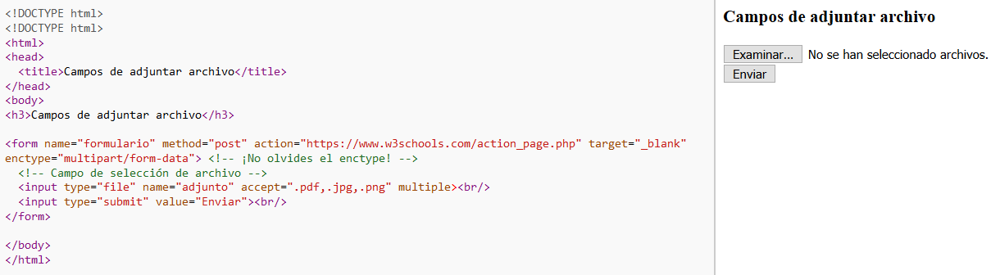 <!DOCTYPE html>
<!DOCTYPE html>
<html>
<head>
  <title>Campos de adjuntar archivo</title>
</head>
<body>
<h3>Campos de adjuntar archivo</h3>

<form name="formulario" method="post" action="https://www.w3schools.com/action_page.php" target="_blank"
enctype="multipart/form-data"> <!-- ¡No olvides el enctype! -->
  <!-- Campo de selección de archivo -->
  <input type="file" name="adjunto" accept=".pdf,.jpg,.png" multiple><br/>
  <input type="submit" value="Enviar"><br/>
</form>

</body>
</html>
Campos de adjuntar archivo
Examinar... No se han seleccionado archivos.
Enviar